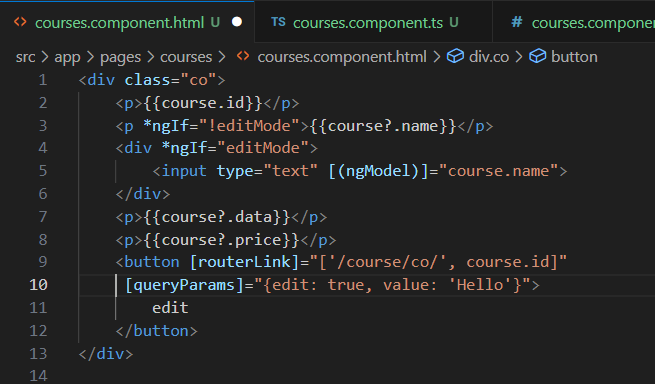 courses.component.html U
TS courses.component.ts U
# courses.componen
src > app > pages > courses > courses.component.html > div.co > button
1 <div class="co">
2 <p>{{course.id}}</p>
3 <p *ngIf="!editMode">{{course?.name}}</p>
4 <div *ngIf="editMode">
5 <input type="text" [(ngModel)]="course.name">
6 </div>
7 <p>{{course?.data}}</p>
8 <p>{{course?.price}}</p>
9 <button [routerLink]="['/course/co/', course.id]"
10 [queryParams]="{edit: true, value: 'Hello'}">
11 edit
12 </button>
13 </div>
14